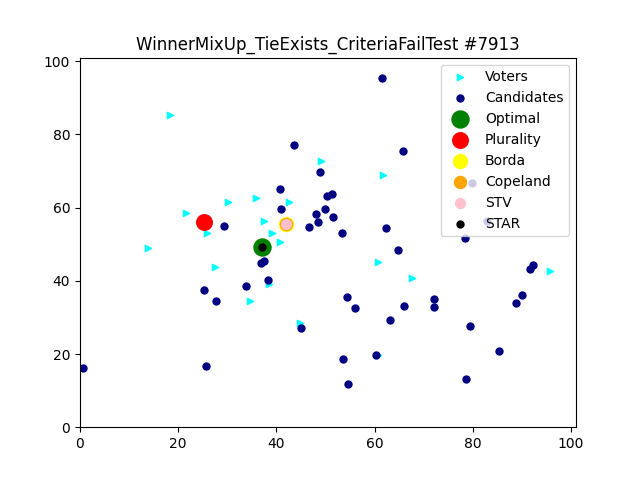 WinnerMixUp_TieExists_CriteriaFailTest #7913
100
80
60
40
20
0
0 20 40 60 80 100
Voters
Candidates
Optimal
Plurality
Borda
Copeland
STV
STAR